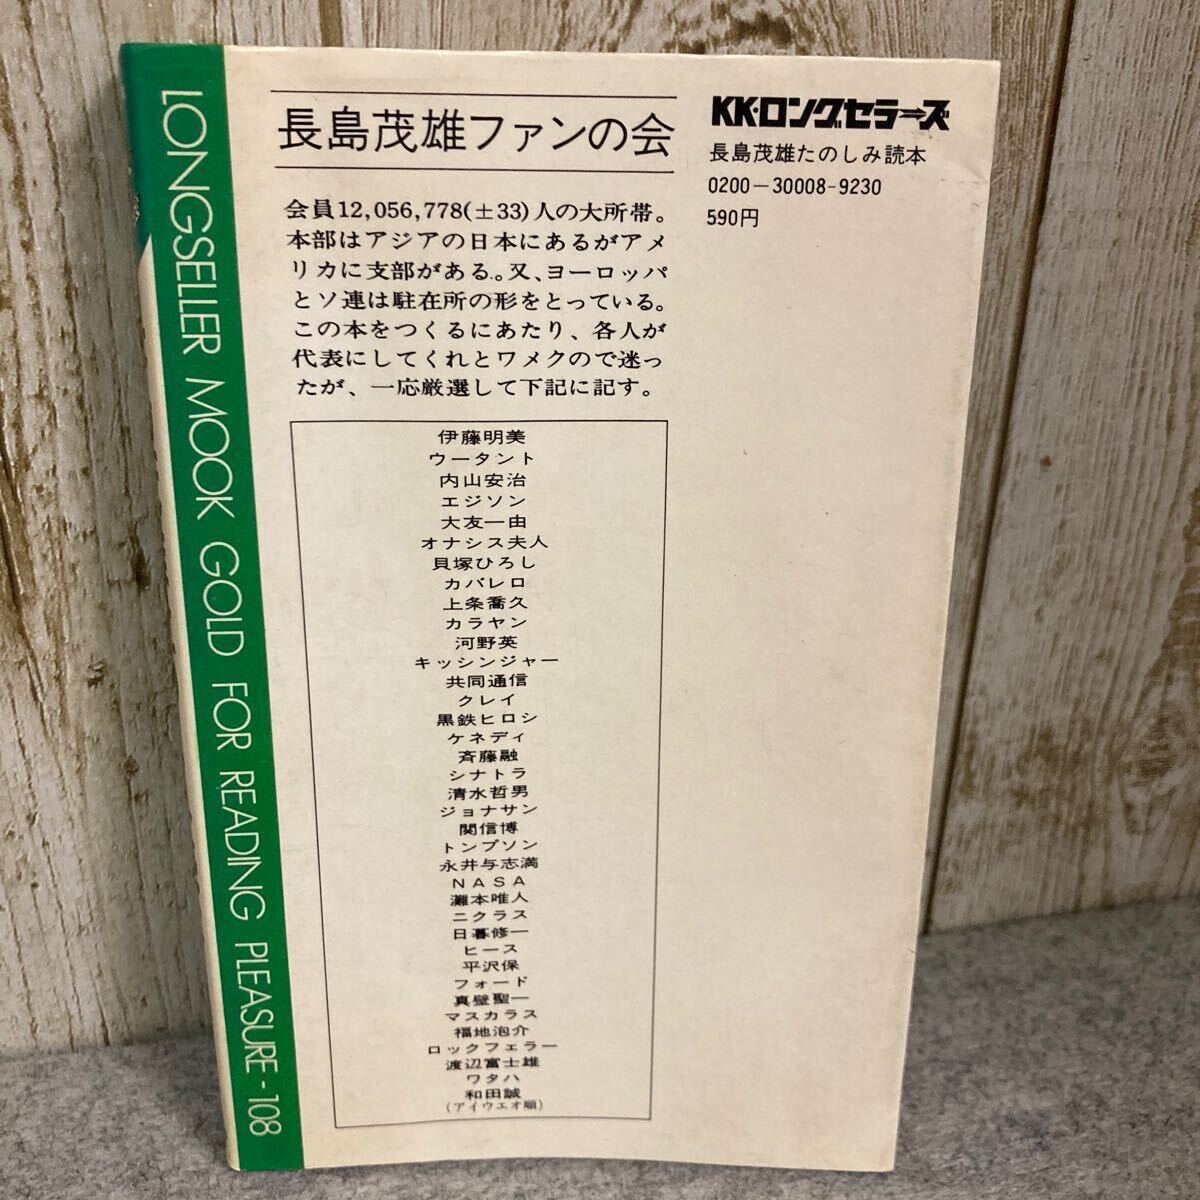 LONGSELLER MOOK GOLD FOR READING PLEASURE-108
長島茂雄ファンの会
会員12,056,778(±33)人の大所帯。
本部はアジアの日本にあるがアメ
リカに支部がある。又、ヨーロッパ
とソ連は駐在所の形をとっている。
この本をつくるにあたり、各人が
代表にしてくれとワメクので迷っ
たが、一応厳選して下記に記す。
伊藤明美
ウータント
内山安治
エジソン
大友一由
オナシス夫人
貝塚ひろし
カバレロ
上条喬久
カラヤン
河野英一
キッシンジャー
共同通信
クレイ
黒鉄ヒロシ
ケネディ
斉藤融
シナトラ
清水哲男
ジョナサン
関信博
トンプソン
永井与志満
NASA
灘本唯人
ニクラス
日暮修一
ヒース
平沢保
フォード
真壁聖一
マスカラス
福地泡介
ロックフェラー
渡辺富士雄
ワタハ
和田誠
(アイウエオ順)
KK・ロングセラーズ
長島茂雄たのしみ読本
0200-30008-9230
590円